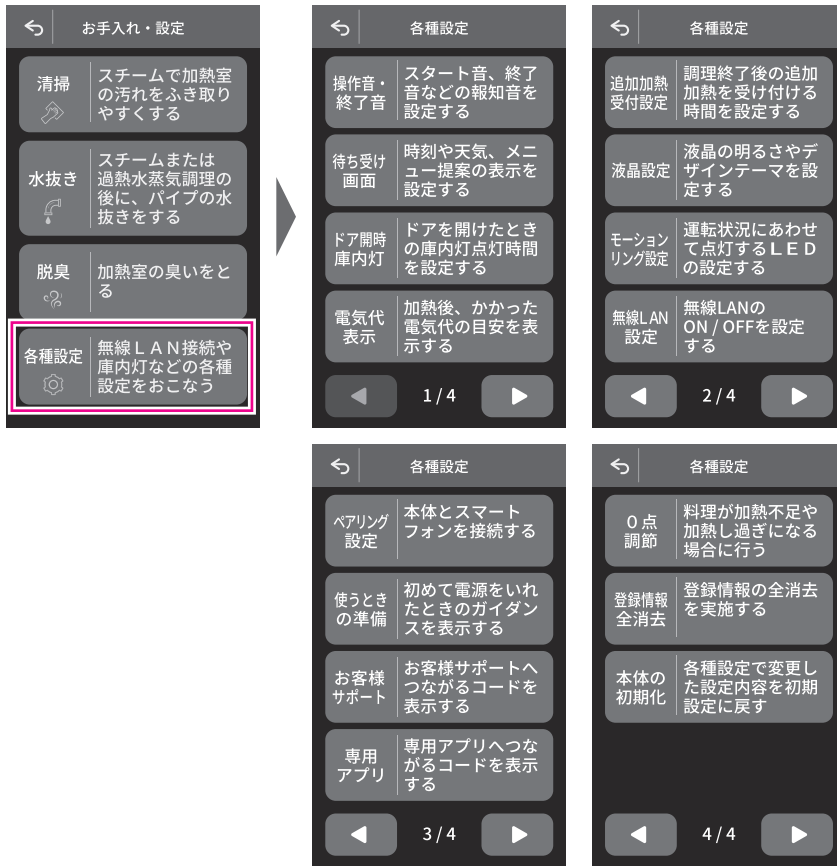 お手入れ・設定
清掃
スチームで加熱室
の汚れをふき取り
やすくする
水抜き
スチームまたは
過熱水蒸気調理の
後に、パイプの水
抜きをする
脱臭
加熱室の臭いをと
る
各種設定
無線ＬＡＮ接続や
庫内灯などの各種
設定をおこなう
各種設定
操作音・
終了音
スタート音、終了
音などの報知音を
設定する
待ち受け
画面
時刻や天気、メニ
ュー提案の表示を
設定する
ドア開時
庫内灯
ドアを開けたとき
の庫内灯点灯時間
を設定する
電気代
表示
加熱後、かかった
電気代の目安を表
示する
1 / 4
各種設定
追加加熱
受付設定
調理終了後の追加
加熱を受け付ける
時間を設定する
液晶設定
液晶の明るさやデ
ザインテーマを設
定する
モーション
リング設定
運転状況にあわせ
て点灯するＬＥＤ
の設定する
無線LAN
設定
無線LANの
ON / OFFを設定
する
2 / 4
各種設定
ペアリング
設定
本体とスマート
フォンを接続する
使うとき
の準備
初めて電源をいれ
たときのガイダン
スを表示する
お客様
サポート
お客様サポートへ
つながるコードを
表示する
専用
アプリ
専用アプリへつな
がるコードを表示
する
3 / 4
各種設定
０点
調節
料理が加熱不足や
加熱し過ぎになる
場合に行う
登録情報
全消去
登録情報の全消去
を実施する
本体の
初期化
各種設定で変更し
た設定内容を初期
設定に戻す
4 / 4